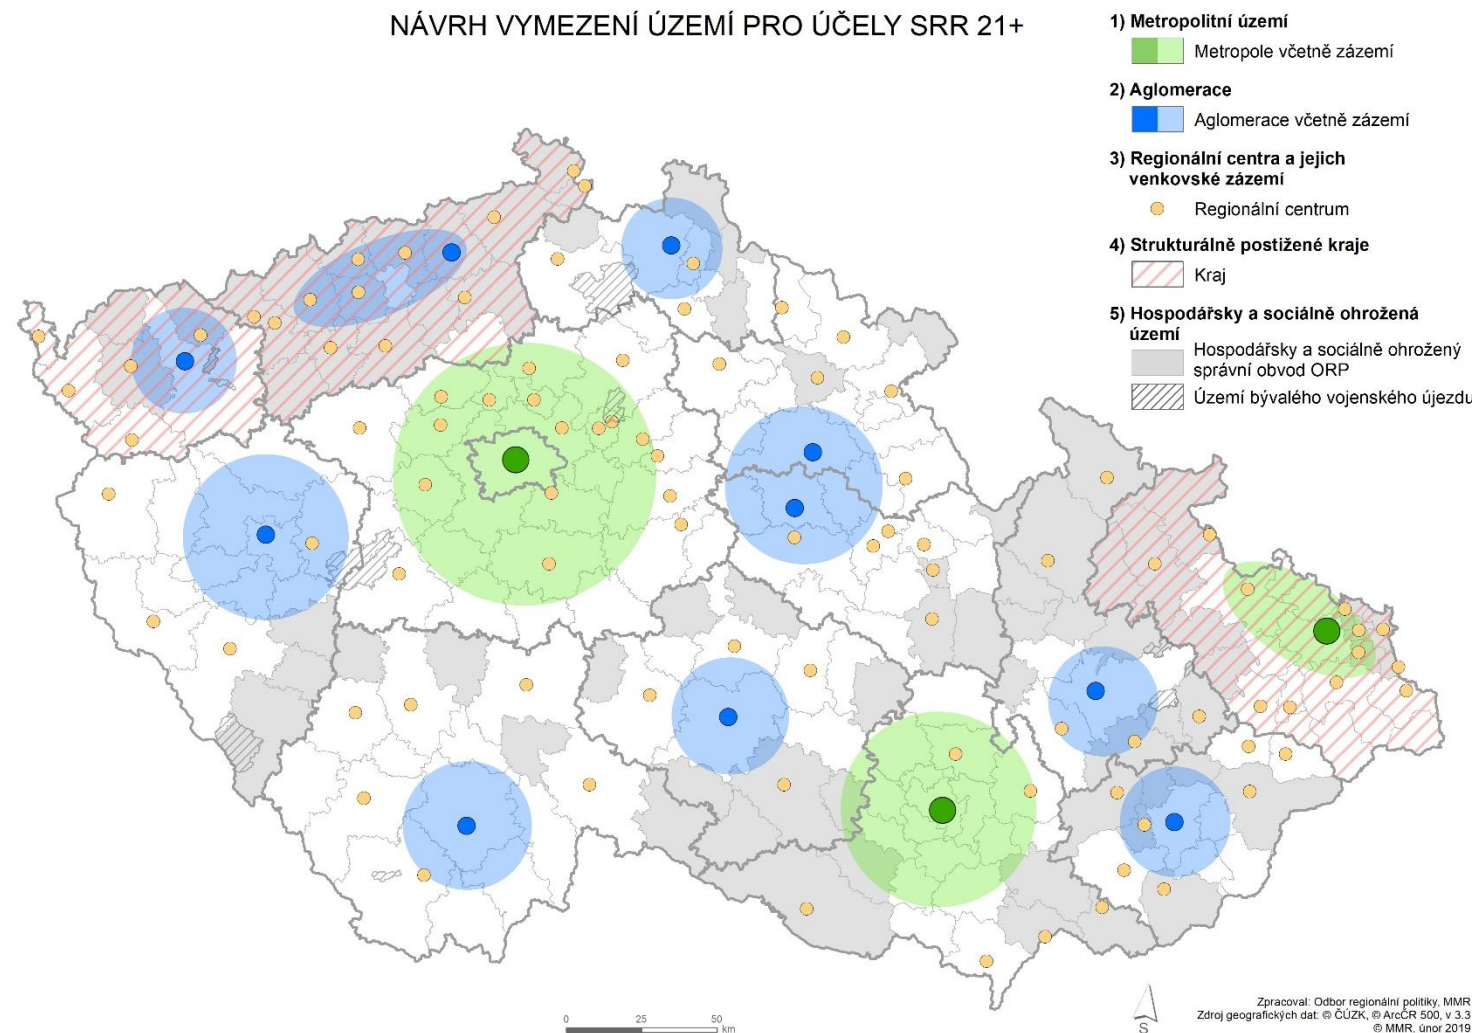 NÁVRH VYMEZENÍ ÚZEMÍ PRO ÚČELY SRR 21+
1) Metropolitní území
Metropole včetně zázemí
2) Aglomerace
Aglomerace včetně zázemí
3) Regionální centra a jejich
venkovské zázemí
Regionální centrum
4) Strukturálně postižené kraje
Kraj
5) Hospodářsky a sociálně ohrožená
území
Hospodářsky a sociálně ohrožený
správní obvod ORP
Území bývalého vojenského újezdu
0 25 50
km
S
Zpracoval: Odbor regionální politiky, MMR
Zdroj geografických dat: © ČÚZK, © ArcČR 500, v 3.3
© MMR, únor 2019